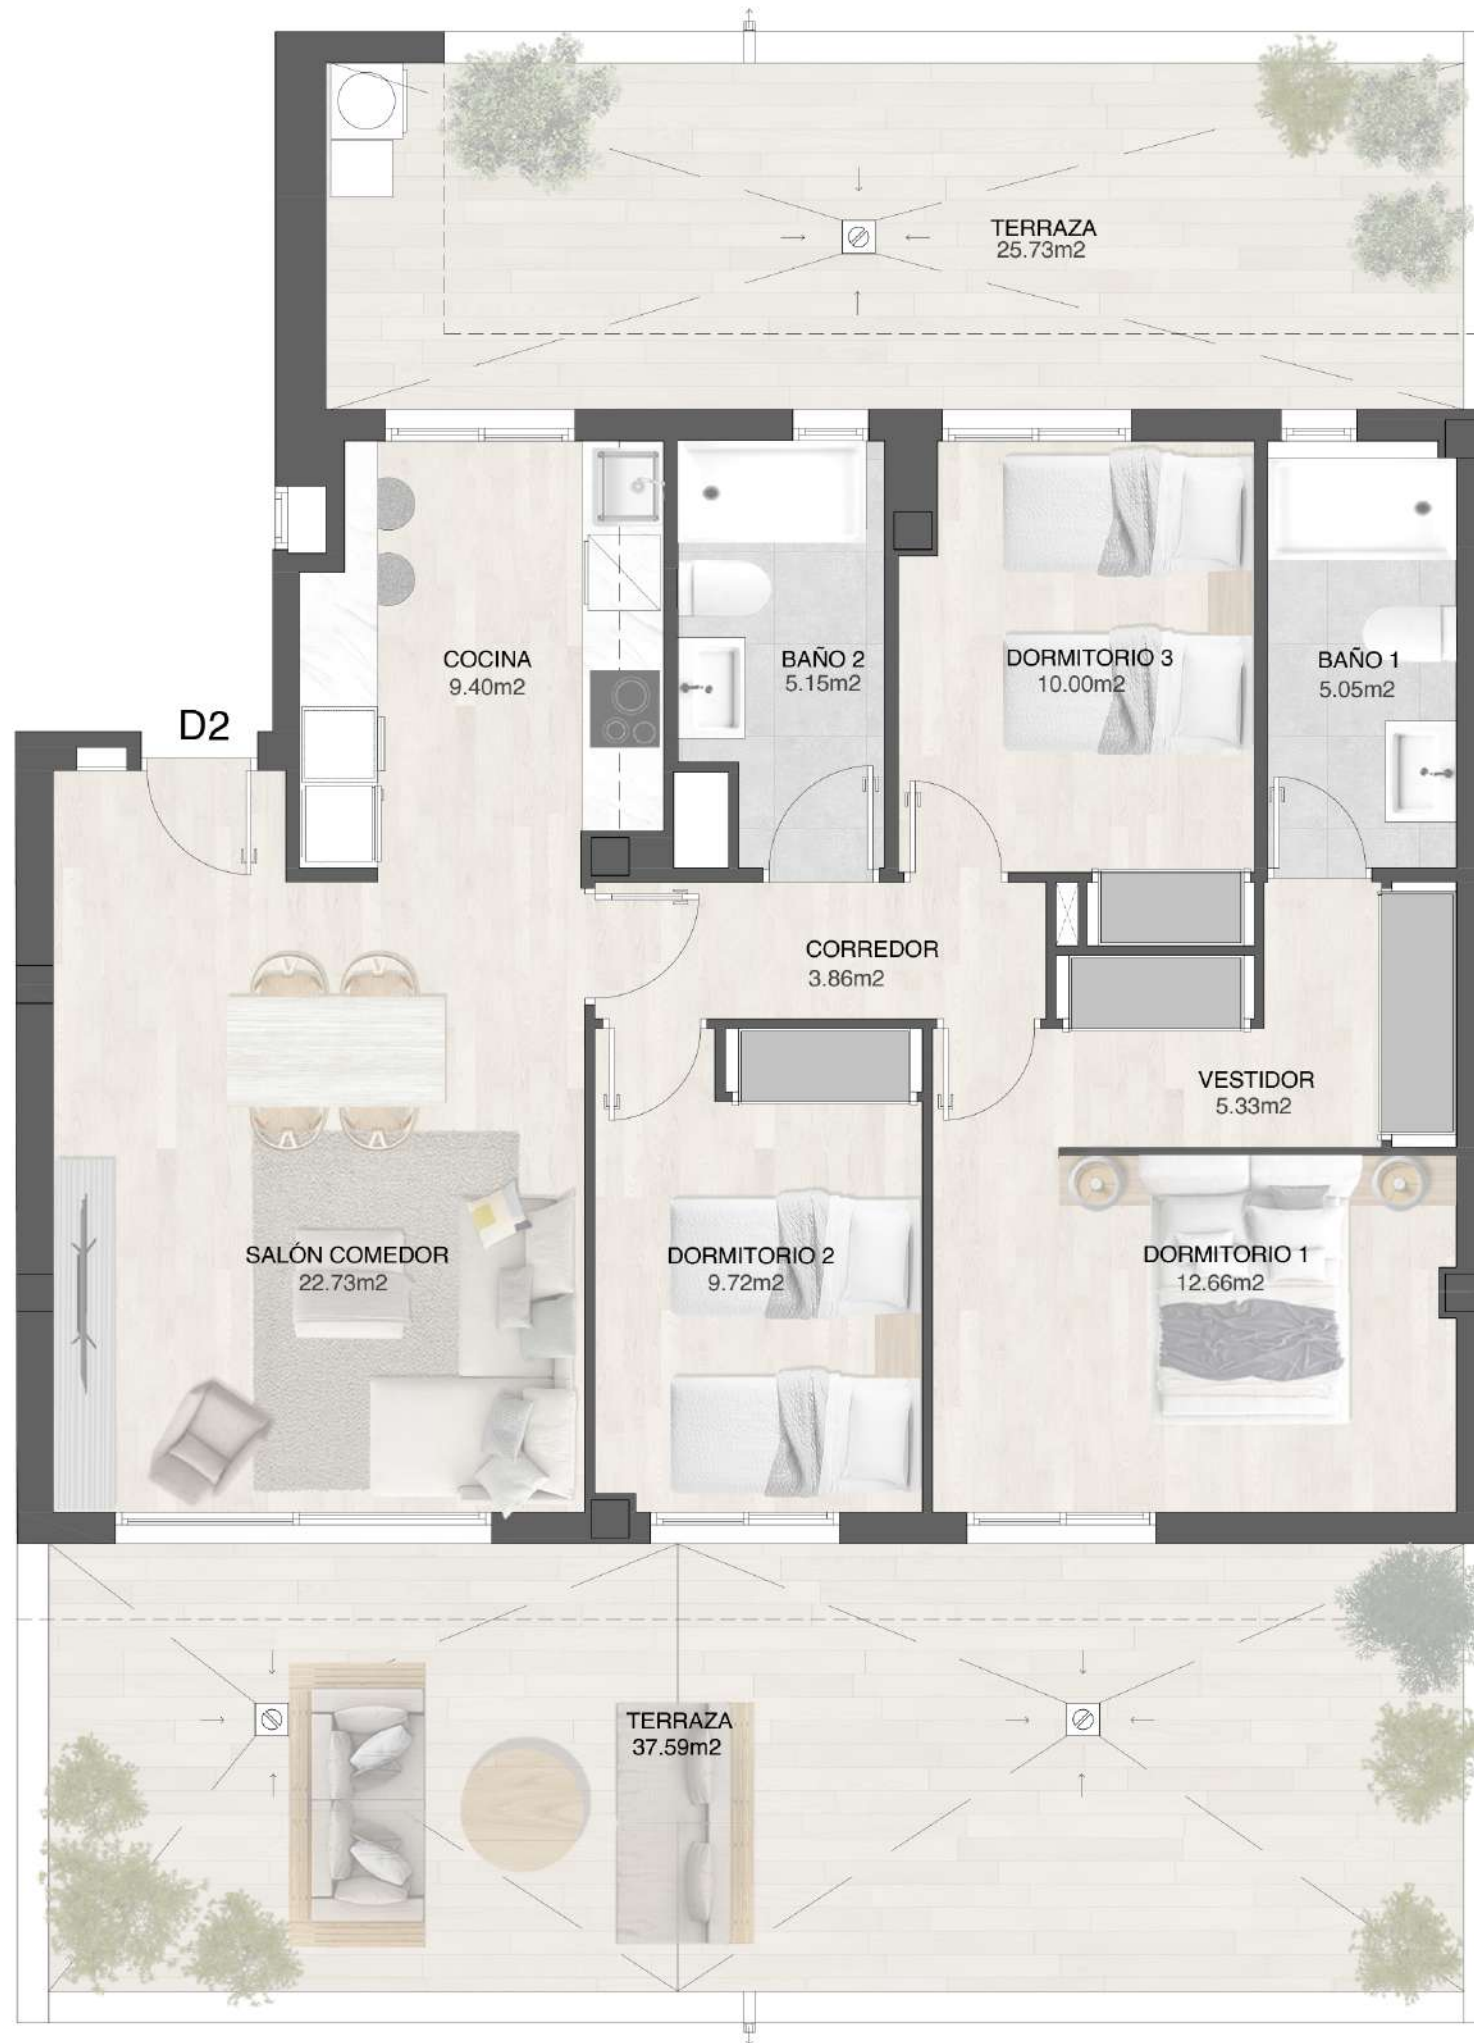 TERRAZA
25.73m2
COCINA
9.40m2
BAÑO 2
5.15m2
DORMITORIO 3
10.00m2
BAÑO 1
5.05m2
D2
CORREDOR
3.86m2
VESTIDOR
5.33m2
SALÓN COMEDOR
22.73m2
DORMITORIO 2
9.72m2
DORMITORIO 1
12.66m2
TERRAZA
37.59m2